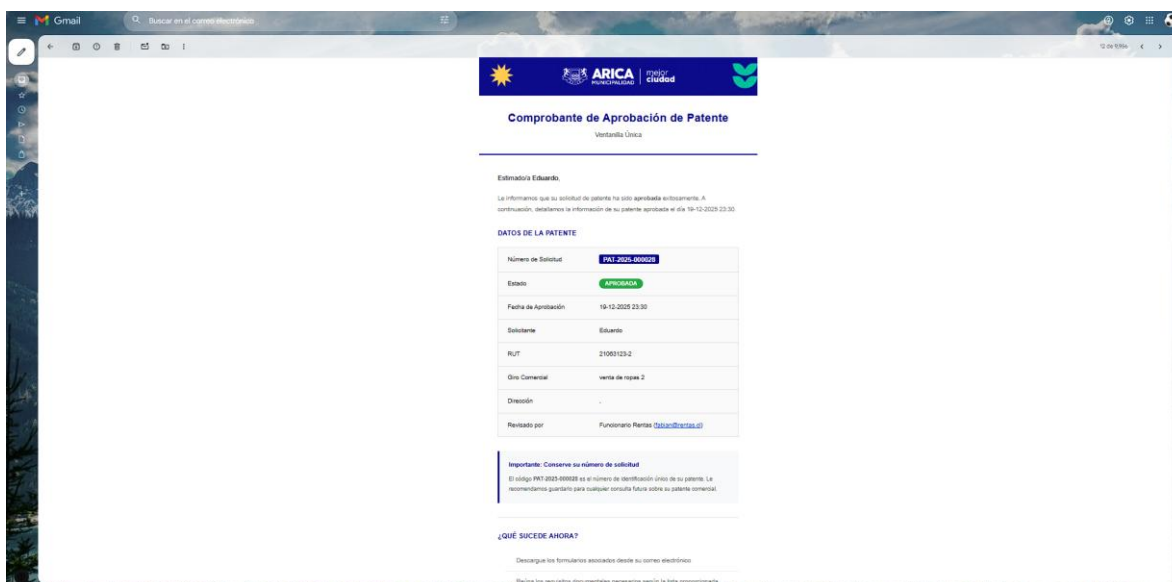 Gmail
Buscar en el correo electrónico
12 de
ARICA
MUNICIPALIDAD
mejor
ciudad
Comprobante de Aprobación de Patente
Ventanilla Única
Estimado/a Eduardo,
Le informamos que su solicitud de patente ha sido aprobada exitosamente. A
continuación, detallamos la información de su patente aprobada el día 19-12-2025 23:30.
DATOS DE LA PATENTE
Número de Solicitud PAT-2025-000028
Estado APROBADA
Fecha de Aprobación 19-12-2025 23:30
Solicitante Eduardo
RUT 21063123-2
Giro Comercial venta de ropas 2
Dirección .
Revisado por Funcionario Rentas (fabian@rentas.cl)
Importante: Conserve su número de solicitud
El código PAT-2025-000028 es el número de identificación único de su patente. Le
recomendamos guardarlo para cualquier consulta futura sobre su patente comercial.
¿QUÉ SUCEDE AHORA?
Descargue los formularios asociados desde su correo electrónico